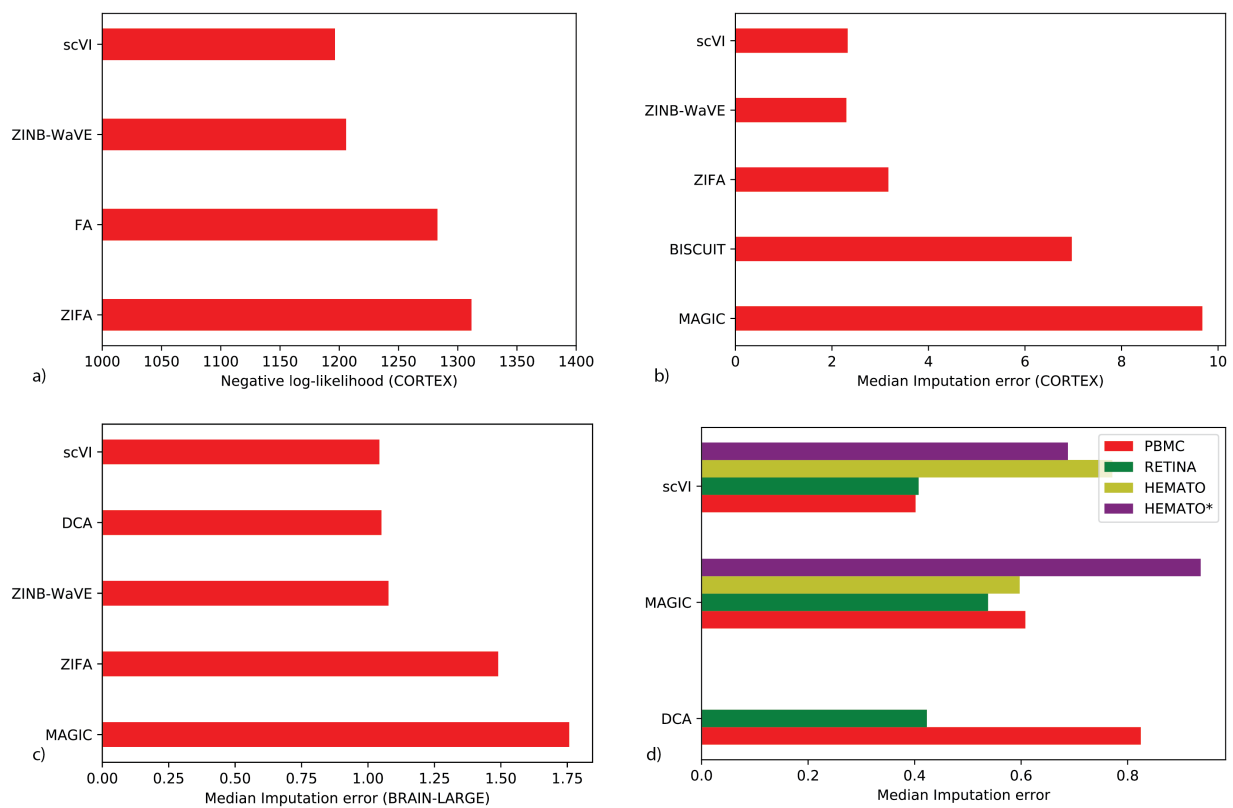 scVI
ZINB-WaVE
FA
ZIFA
1000 1050 1100 1150 1200 1250 1300 1350 1400
Negative log-likelihood (CORTEX)
a)
scVI
ZINB-WaVE
ZIFA
BISCUIT
MAGIC
0 2 4 6 8 10
Median Imputation error (CORTEX)
b)
scVI
DCA
ZINB-WaVE
ZIFA
MAGIC
0.00 0.25 0.50 0.75 1.00 1.25 1.50 1.75
Median Imputation error (BRAIN-LARGE)
c)
PBMC
RETINA
HEMATO
HEMATO*
scVI
MAGIC
DCA
0.0 0.2 0.4 0.6 0.8
Median Imputation error
d)